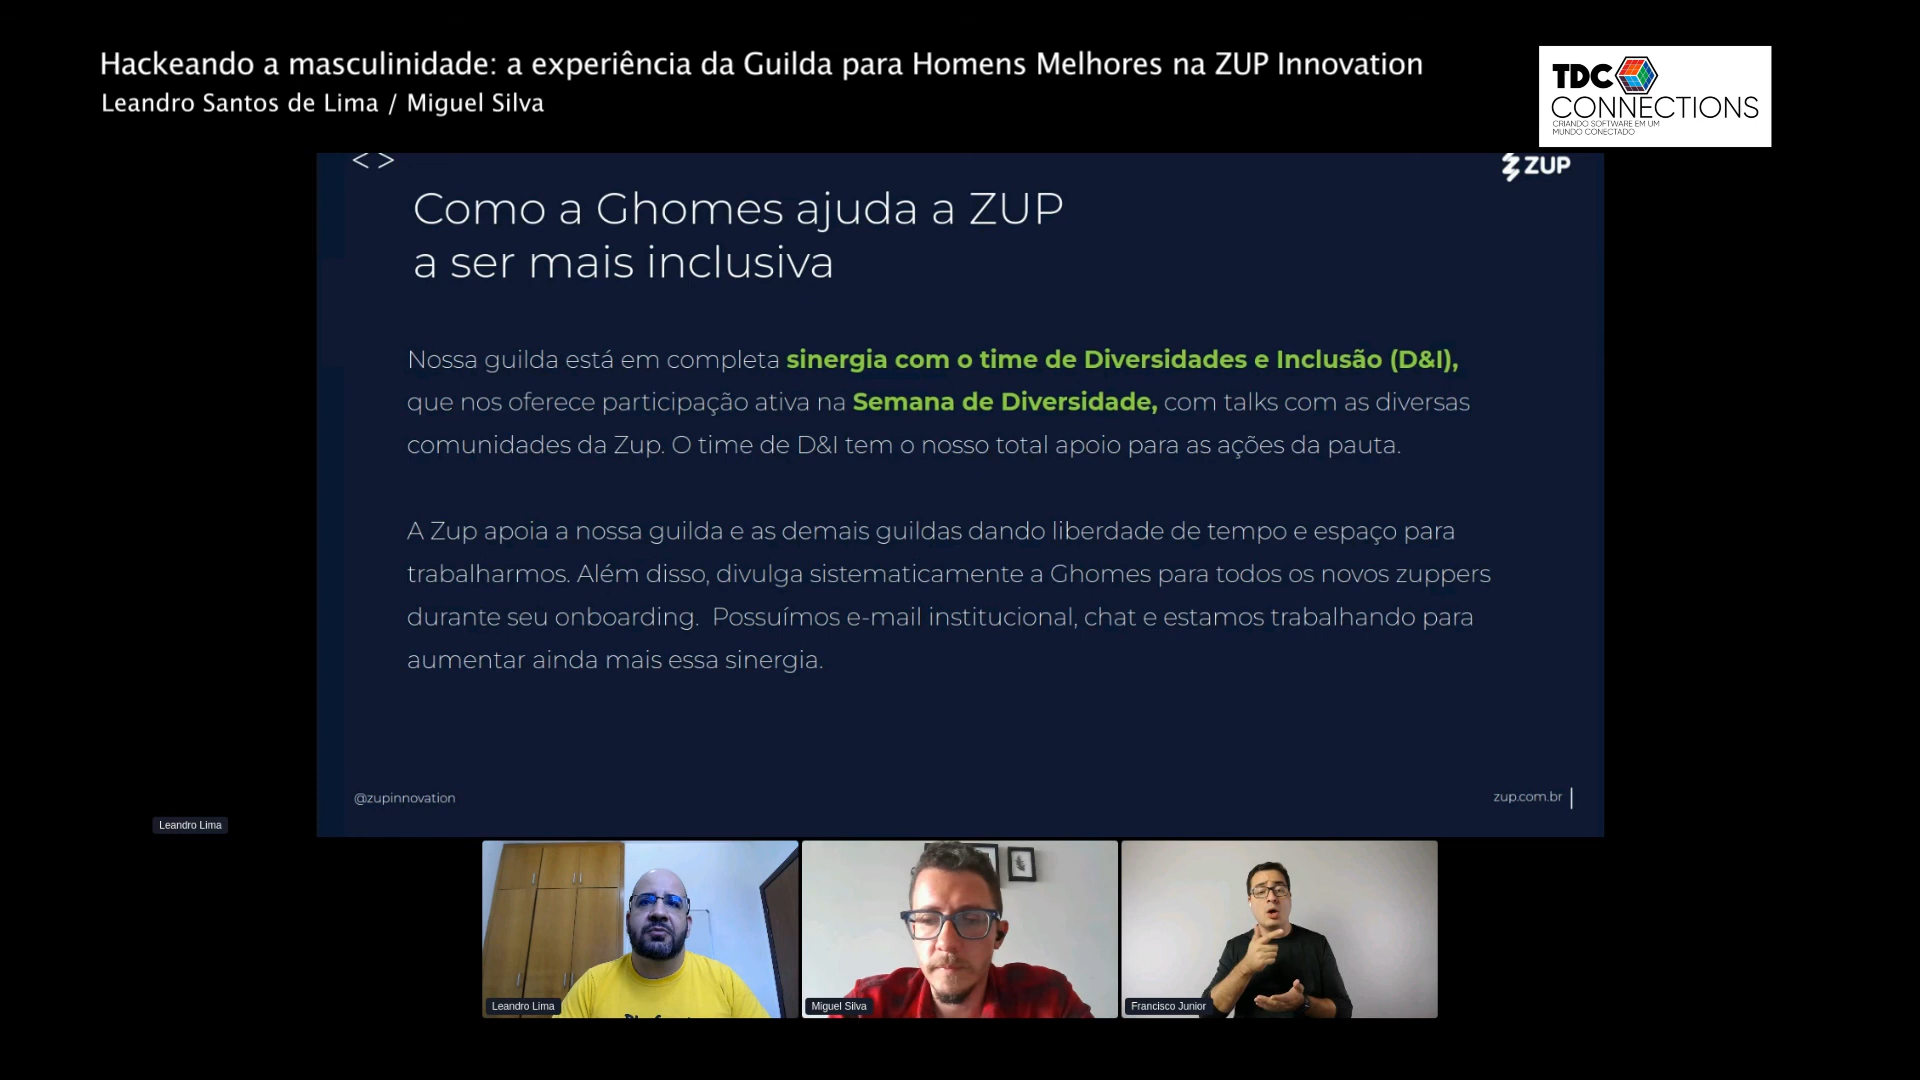 Hackeando a masculinidade: a experiência da Guilda para Homens Melhores na ZUP Innovation
Leandro Santos de Lima / Miguel Silva
TDC
CONNECTIONS
CRIANDO SOFTWARE EM UM
MUNDO CONECTADO
< >
ZUP
Como a Ghomes ajuda a ZUP
a ser mais inclusiva
Nossa guilda está em completa sinergia com o time de Diversidades e Inclusão (D&I),
que nos oferece participação ativa na Semana de Diversidade, com talks com as diversas
comunidades da Zup. O time de D&I tem o nosso total apoio para as ações da pauta.
A Zup apoia a nossa guilda e as demais guildas dando liberdade de tempo e espaço para
trabalharmos. Além disso, divulga sistematicamente a Ghomes para todos os novos zuppers
durante seu onboarding.  Possuímos e-mail institucional, chat e estamos trabalhando para
aumentar ainda mais essa sinergia.
@zupinnovation
zup.com.br
Leandro Lima
Leandro Lima
Miguel Silva
Francisco Junior